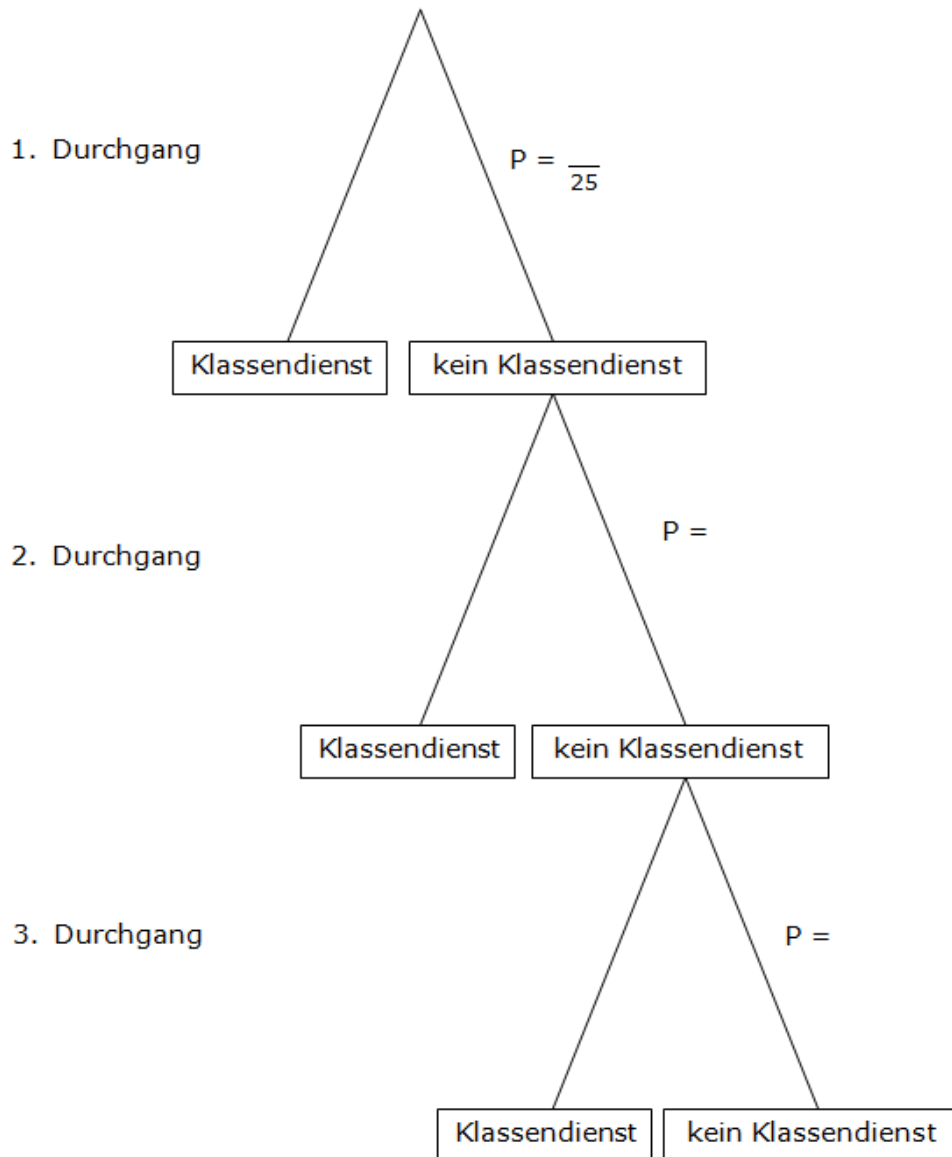 1. Durchgang
P = 
25
Klassendienst
kein Klassendienst
2. Durchgang
P =
Klassendienst
kein Klassendienst
3. Durchgang
P =
Klassendienst
kein Klassendienst